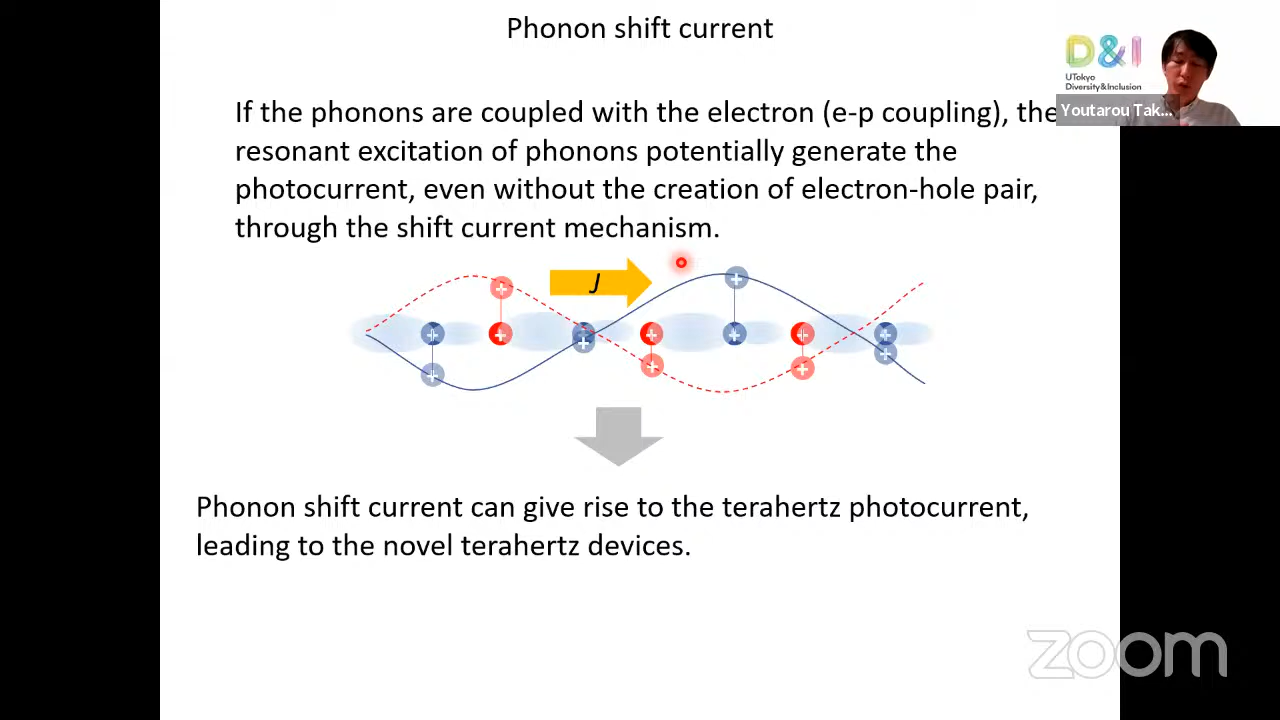 Phonon shift current
D&I
UTokyo
Diversity&Inclusion
Youtarou Tak...
If the phonons are coupled with the electron (e-p coupling), the
resonant excitation of phonons potentially generate the
photocurrent, even without the creation of electron-hole pair,
through the shift current mechanism.
J
Phonon shift current can give rise to the terahertz photocurrent,
leading to the novel terahertz devices.
zoom